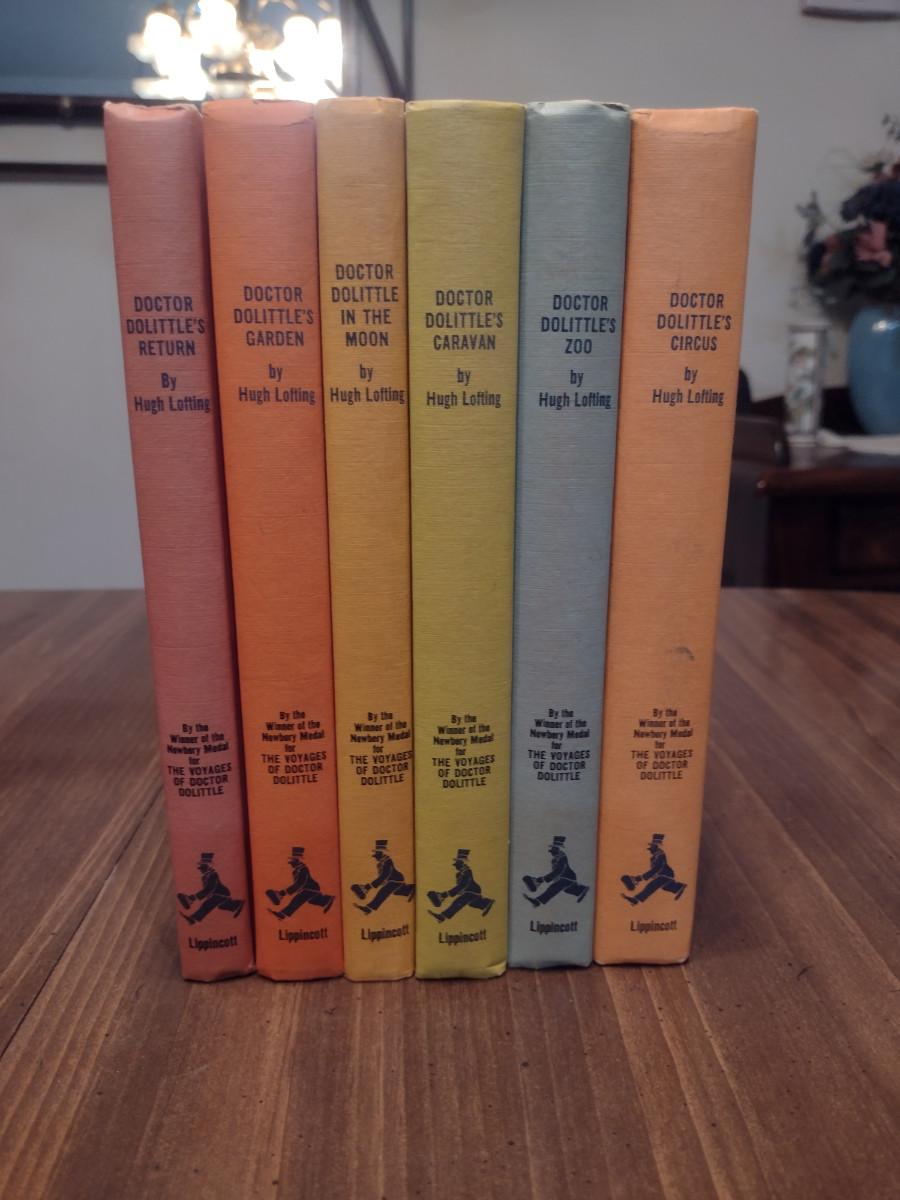 DOCTOR
DOLITTLE'S
RETURN
By
Hugh Lofting
By the
Winner of the
Newbery Medal
for
THE VOYAGES
OF DOCTOR
DOLITTLE
Lippincott
DOCTOR
DOLITTLE'S
GARDEN
by
Hugh Lofting
By the
Winner of the
Newbery Medal
for
THE VOYAGES
OF DOCTOR
DOLITTLE
Lippincott
DOCTOR
DOLITTLE
IN THE
MOON
by
Hugh Lofting
By the
Winner of the
Newbery Medal
for
THE VOYAGES
OF DOCTOR
DOLITTLE
Lippincott
DOCTOR
DOLITTLE'S
CARAVAN
by
Hugh Lofting
By the
Winner of the
Newbery Medal
for
THE VOYAGES
OF DOCTOR
DOLITTLE
Lippincott
DOCTOR
DOLITTLE'S
ZOO
by
Hugh Lofting
By the
Winner of the
Newbery Medal
for
THE VOYAGES
OF DOCTOR
DOLITTLE
Lippincott
DOCTOR
DOLITTLE'S
CIRCUS
by
Hugh Lofting
By the
Winner of the
Newbery Medal
for
THE VOYAGES
OF DOCTOR
DOLITTLE
Lippincott